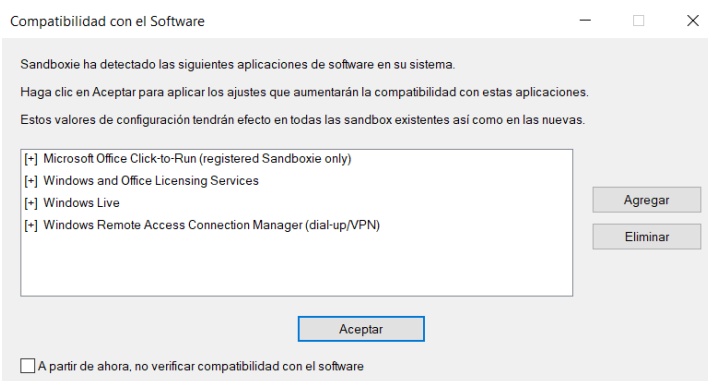 Compatibilidad con el Software
Sandboxie ha detectado las siguientes aplicaciones de software en su sistema.
Haga clic en Aceptar para aplicar los ajustes que aumentarán la compatibilidad con estas aplicaciones.
Estos valores de configuración tendrán efecto en todas las sandbox existentes así como en las nuevas.
[+] Microsoft Office Click-to-Run (registered Sandboxie only)
[+] Windows and Office Licensing Services
[+] Windows Live
[+] Windows Remote Access Connection Manager (dial-up/VPN)
Agregar
Eliminar
Aceptar
A partir de ahora, no verificar compatibilidad con el software